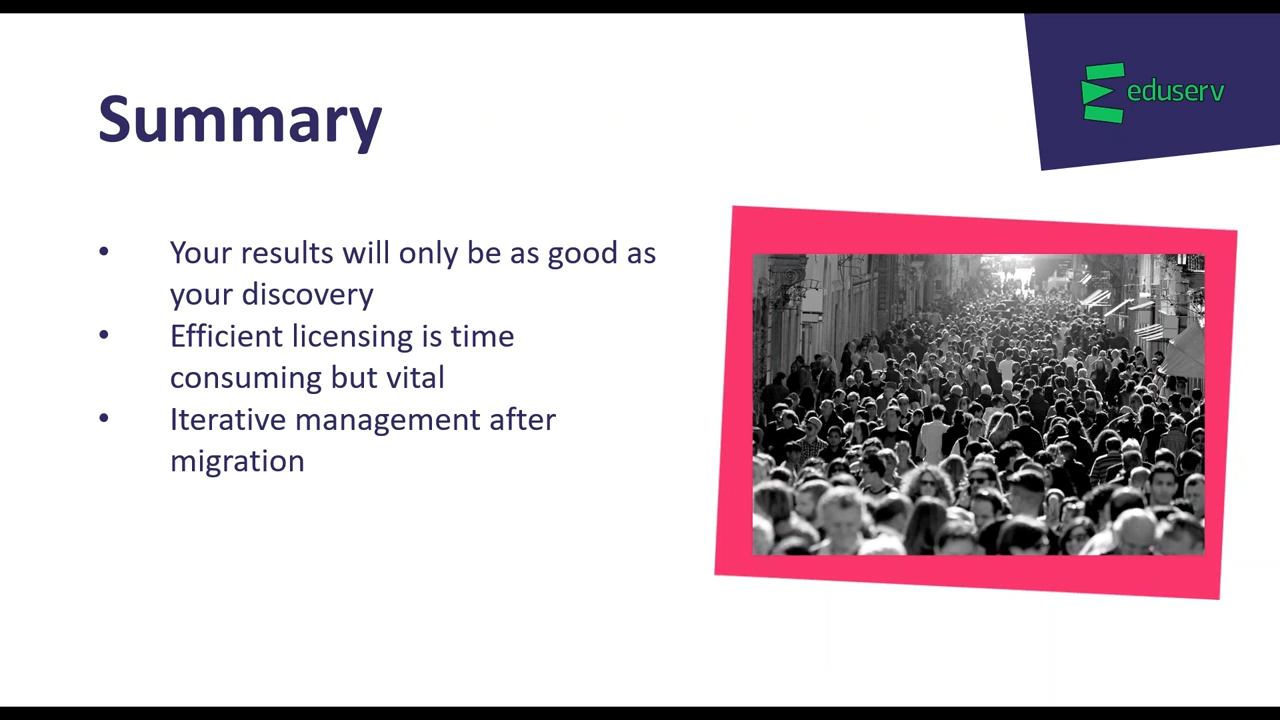 eduserv
Summary
• Your results will only be as good as
your discovery
• Efficient licensing is time
consuming but vital
• Iterative management after
migration